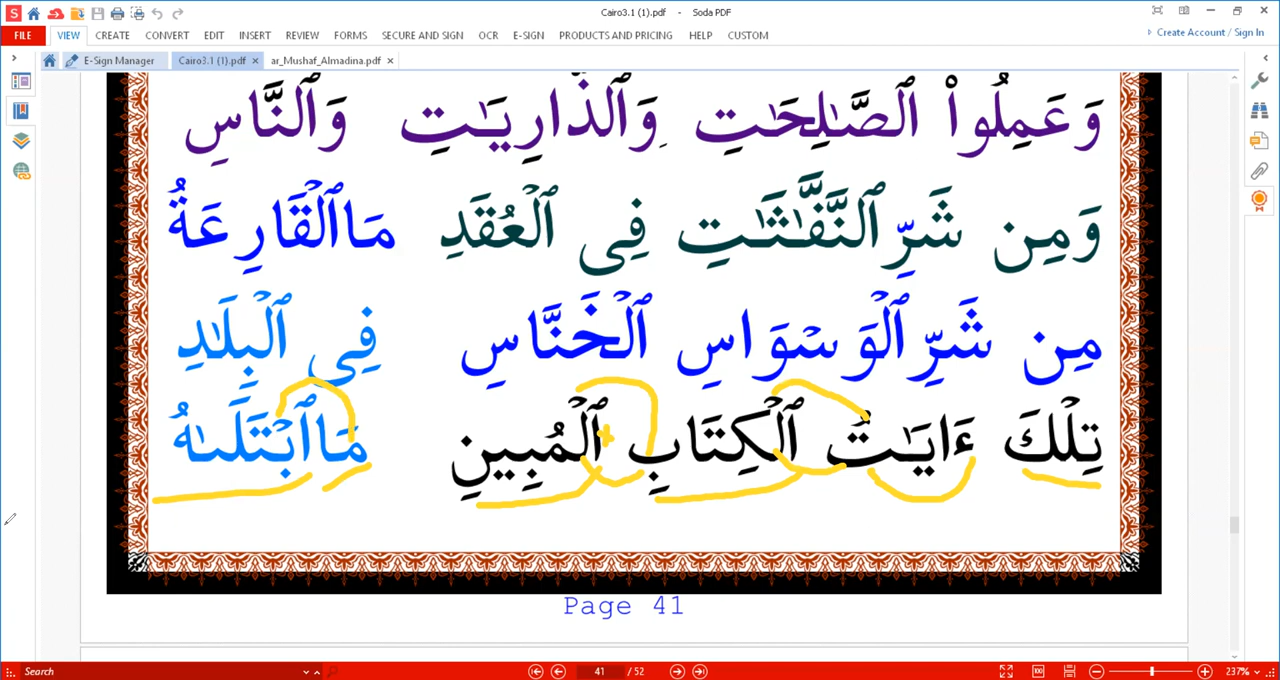 Cairo3.1 (1).pdf - Soda PDF
FILE VIEW CREATE CONVERT EDIT INSERT REVIEW FORMS SECURE AND SIGN OCR E-SIGN PRODUCTS AND PRICING HELP CUSTOM Create Account / Sign In
E-Sign Manager Cairo3.1 (1).pdf ar_Mushaf_Almadina.pdf
وَعَمِلُوا۟ ٱلصَّـٰلِحَـٰتِ وَٱلذَّارِيَـٰتِ وَٱلنَّاسِ
وَمِن شَرِّ ٱلنَّفَّـٰثَـٰتِ فِى ٱلْعُقَدِ مَا ٱلْقَارِعَةُ
مِن شَرِّ ٱلْوَسْوَاسِ ٱلْخَنَّاسِ فِى ٱلْبِلَـٰدِ
تِلْكَ ءَايَـٰتُ ٱلْكِتَابِ ٱلْمُبِينِ مَا ٱبْتَلَىٰهُ
Page 41
Search 41 / 52 237%